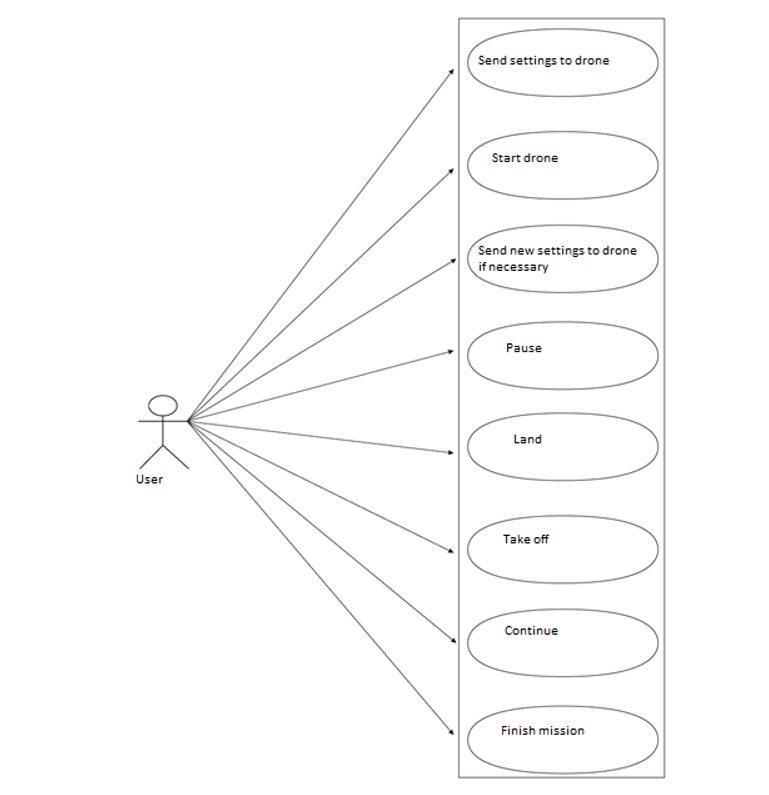 Send settings to drone
Start drone
Send new settings to drone
if necessary
Pause
Land
Take off
Continue
Finish mission
User